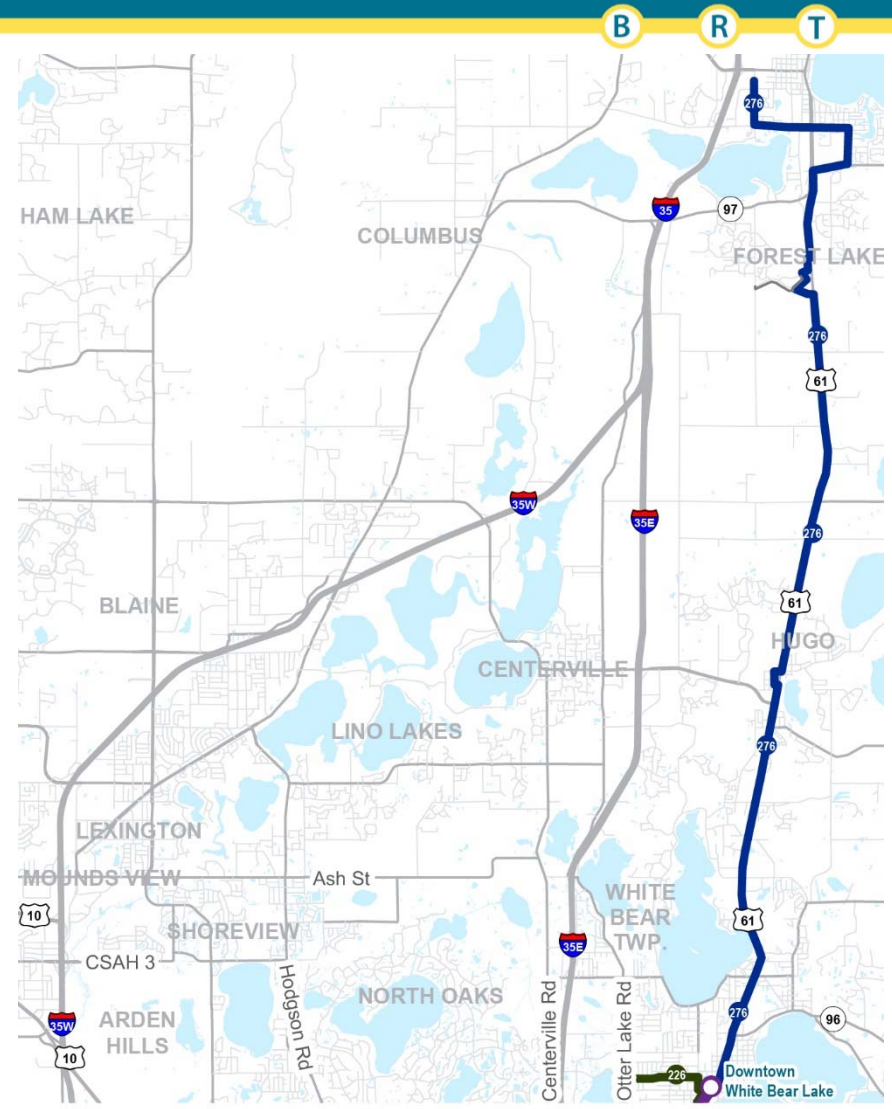 B R T
276
HAM LAKE
35
97
COLUMBUS
FOREST LAKE
276
61
35W
35E
276
BLAINE
61
HUGO
CENTERVILLE
LINO LAKES
276
LEXINGTON
Ash St
MOUNDS VIEW
WHITE
BEAR
TWP.
10
61
SHOREVIEW
35E
CSAH 3
Hodgson Rd
NORTH OAKS
Centerville Rd
Otter Lake Rd
276
96
35W
ARDEN
HILLS
10
226
Downtown
White Bear Lake